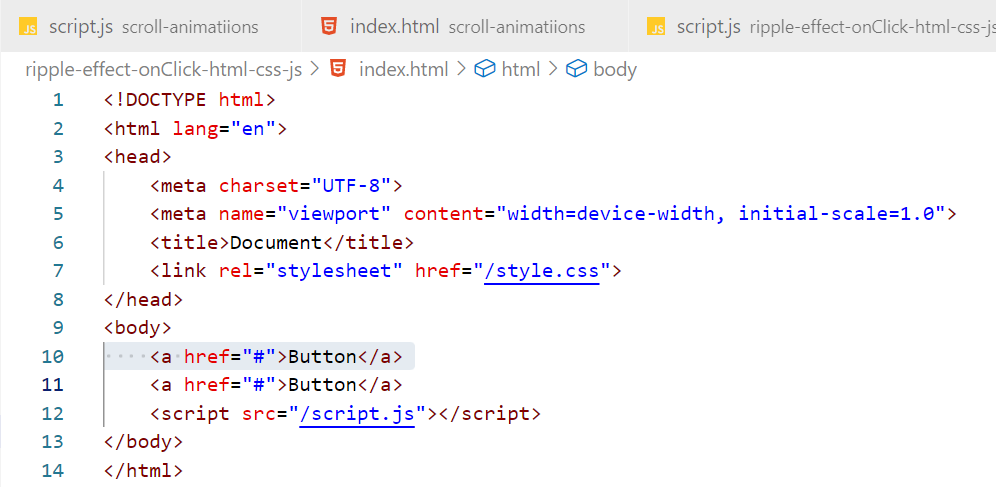 script.js scroll-animatiions index.html scroll-animatiions script.js ripple-effect-onClick-html-css-js
ripple-effect-onClick-html-css-js > index.html > html > body
1 <!DOCTYPE html>
2 <html lang="en">
3 <head>
4 <meta charset="UTF-8">
5 <meta name="viewport" content="width=device-width, initial-scale=1.0">
6 <title>Document</title>
7 <link rel="stylesheet" href="/style.css">
8 </head>
9 <body>
10 <a href="#">Button</a>
11 <a href="#">Button</a>
12 <script src="/script.js"></script>
13 </body>
14 </html>